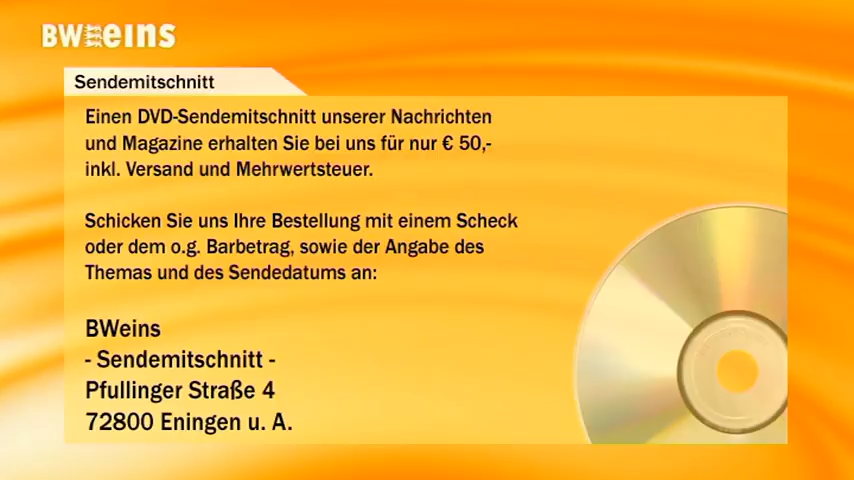 BWeins
Sendemitschnitt
Einen DVD-Sendemitschnitt unserer Nachrichten
und Magazine erhalten Sie bei uns für nur € 50,-
inkl. Versand und Mehrwertsteuer.
Schicken Sie uns Ihre Bestellung mit einem Scheck
oder dem o.g. Barbetrag, sowie der Angabe des
Themas und des Sendedatums an:
BWeins
- Sendemitschnitt -
Pfullinger Straße 4
72800 Eningen u. A.